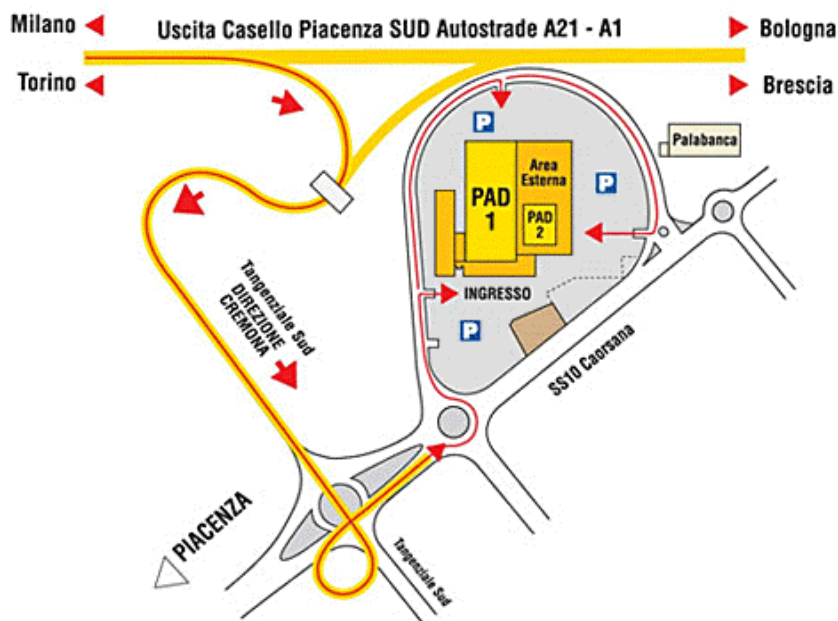 Milano
Uscita Casello Piacenza SUD Autostrade A21 - A1
Bologna
Torino
Brescia
P
Palabanca
Area
Esterna
PAD
1
P
PAD
2
Tangenziale Sud
DIREZIONE
CREMONA
INGRESSO
P
SS10 Caorsana
PIACENZA
Tangenziale Sud